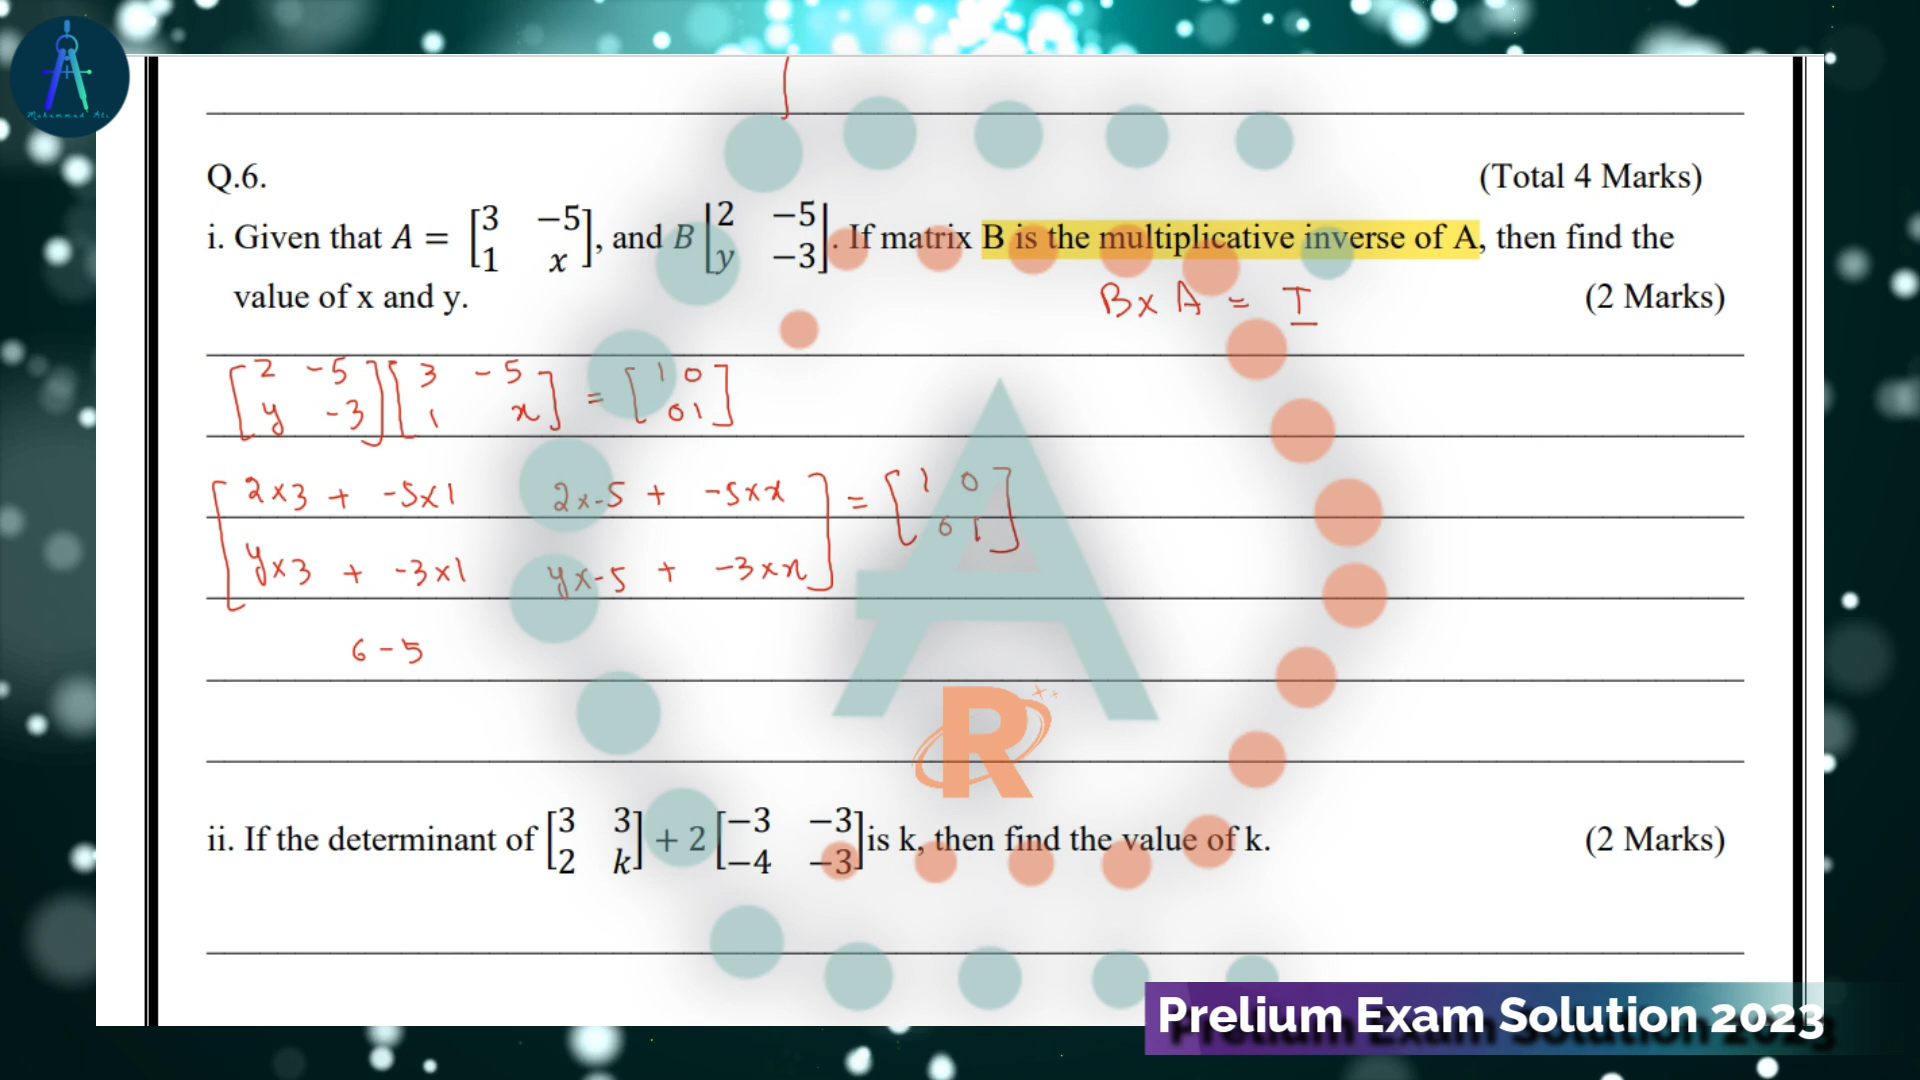 Muhammad Ali
Q.6. (Total 4 Marks)
i. Given that A = [3 −5; 1 x], and B [2 −5; y −3]. If matrix B is the multiplicative inverse of A, then find the
value of x and y. (2 Marks)
B x A = I
[2 -5; y -3] [3 -5; 1 x] = [1 0; 0 1]
[2x3 + -5x1 2x-5 + -5xx; yx3 + -3x1 yx-5 + -3xx] = [1 0; 0 1]
6 - 5
A
R
ii. If the determinant of [3 3; 2 k] + 2 [−3 −3; −4 −3] is k, then find the value of k. (2 Marks)
Prelium Exam Solution 2023